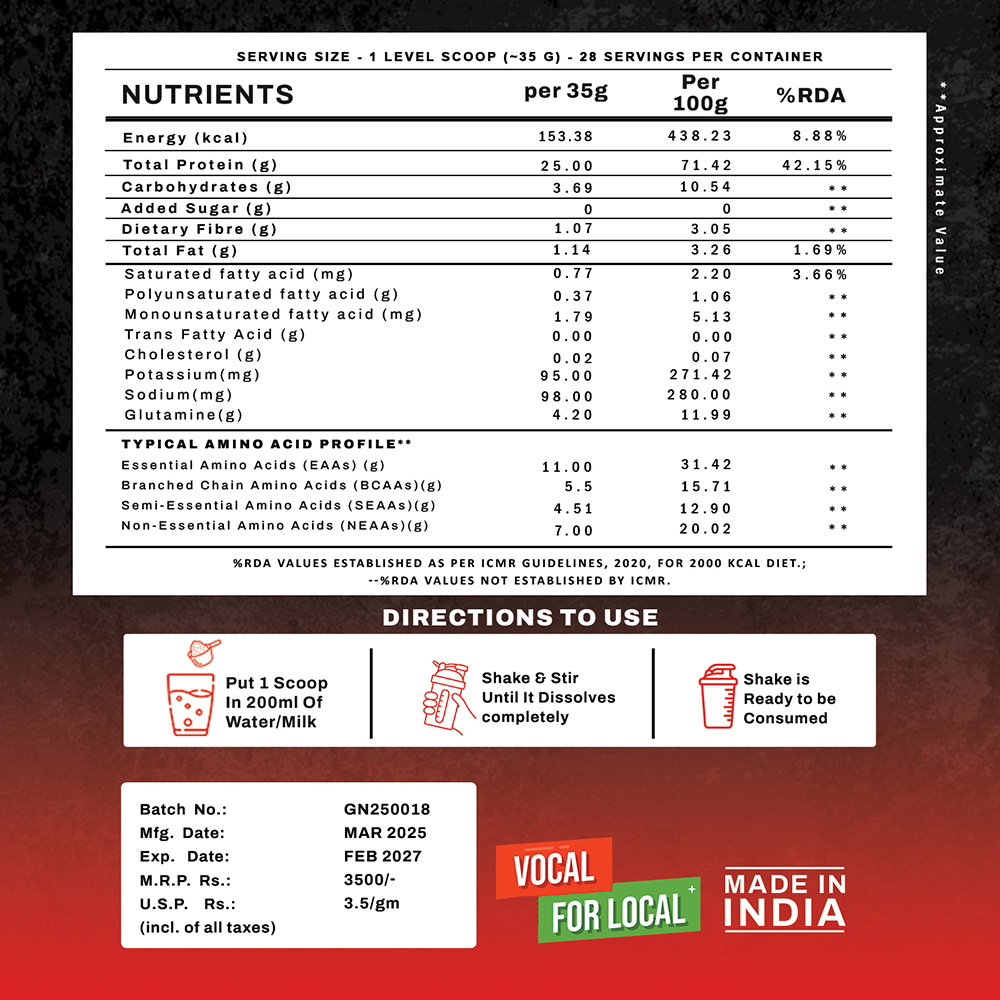 SERVING SIZE - 1 LEVEL SCOOP (~35 G) - 28 SERVINGS PER CONTAINER
NUTRIENTS per 35g Per 100g %RDA
Energy (kcal) 153.38 438.23 8.88%
Total Protein (g) 25.00 71.42 42.15%
Carbohydrates (g) 3.69 10.54 **
Added Sugar (g) 0 0 **
Dietary Fibre (g) 1.07 3.05 **
Total Fat (g) 1.14 3.26 1.69%
Saturated fatty acid (mg) 0.77 2.20 3.66%
Polyunsaturated fatty acid (g) 0.37 1.06 **
Monounsaturated fatty acid (mg) 1.79 5.13 **
Trans Fatty Acid (g) 0.00 0.00 **
Cholesterol (g) 0.02 0.07 **
Potassium(mg) 95.00 271.42 **
Sodium(mg) 98.00 280.00 **
Glutamine(g) 4.20 11.99 **
TYPICAL AMINO ACID PROFILE**
Essential Amino Acids (EAAs) (g) 11.00 31.42 **
Branched Chain Amino Acids (BCAAs)(g) 5.5 15.71 **
Semi-Essential Amino Acids (SEAAs)(g) 4.51 12.90 **
Non-Essential Amino Acids (NEAAs)(g) 7.00 20.02 **
%RDA VALUES ESTABLISHED AS PER ICMR GUIDELINES, 2020, FOR 2000 KCAL DIET.;
--%RDA VALUES NOT ESTABLISHED BY ICMR.
**Approximate Value
DIRECTIONS TO USE
Put 1 Scoop
In 200ml Of
Water/Milk
Shake & Stir
Until It Dissolves
completely
Shake is
Ready to be
Consumed
Batch No.: GN250018
Mfg. Date: MAR 2025
Exp. Date: FEB 2027
M.R.P. Rs.: 3500/-
U.S.P. Rs.: 3.5/gm
(incl. of all taxes)
VOCAL
FOR LOCAL
MADE IN
INDIA